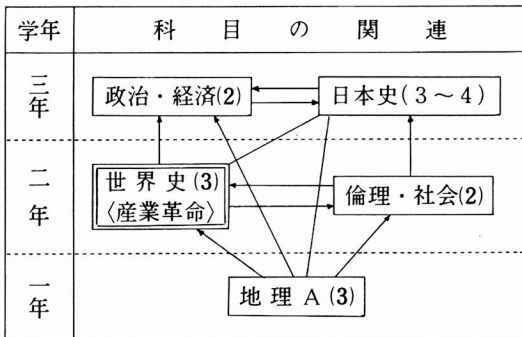 学年 科目の関連
三年
政治・経済(2) 日本史(3～4)
二年
世界史(3)
〈産業革命〉
倫理・社会(2)
一年
地理A(3)